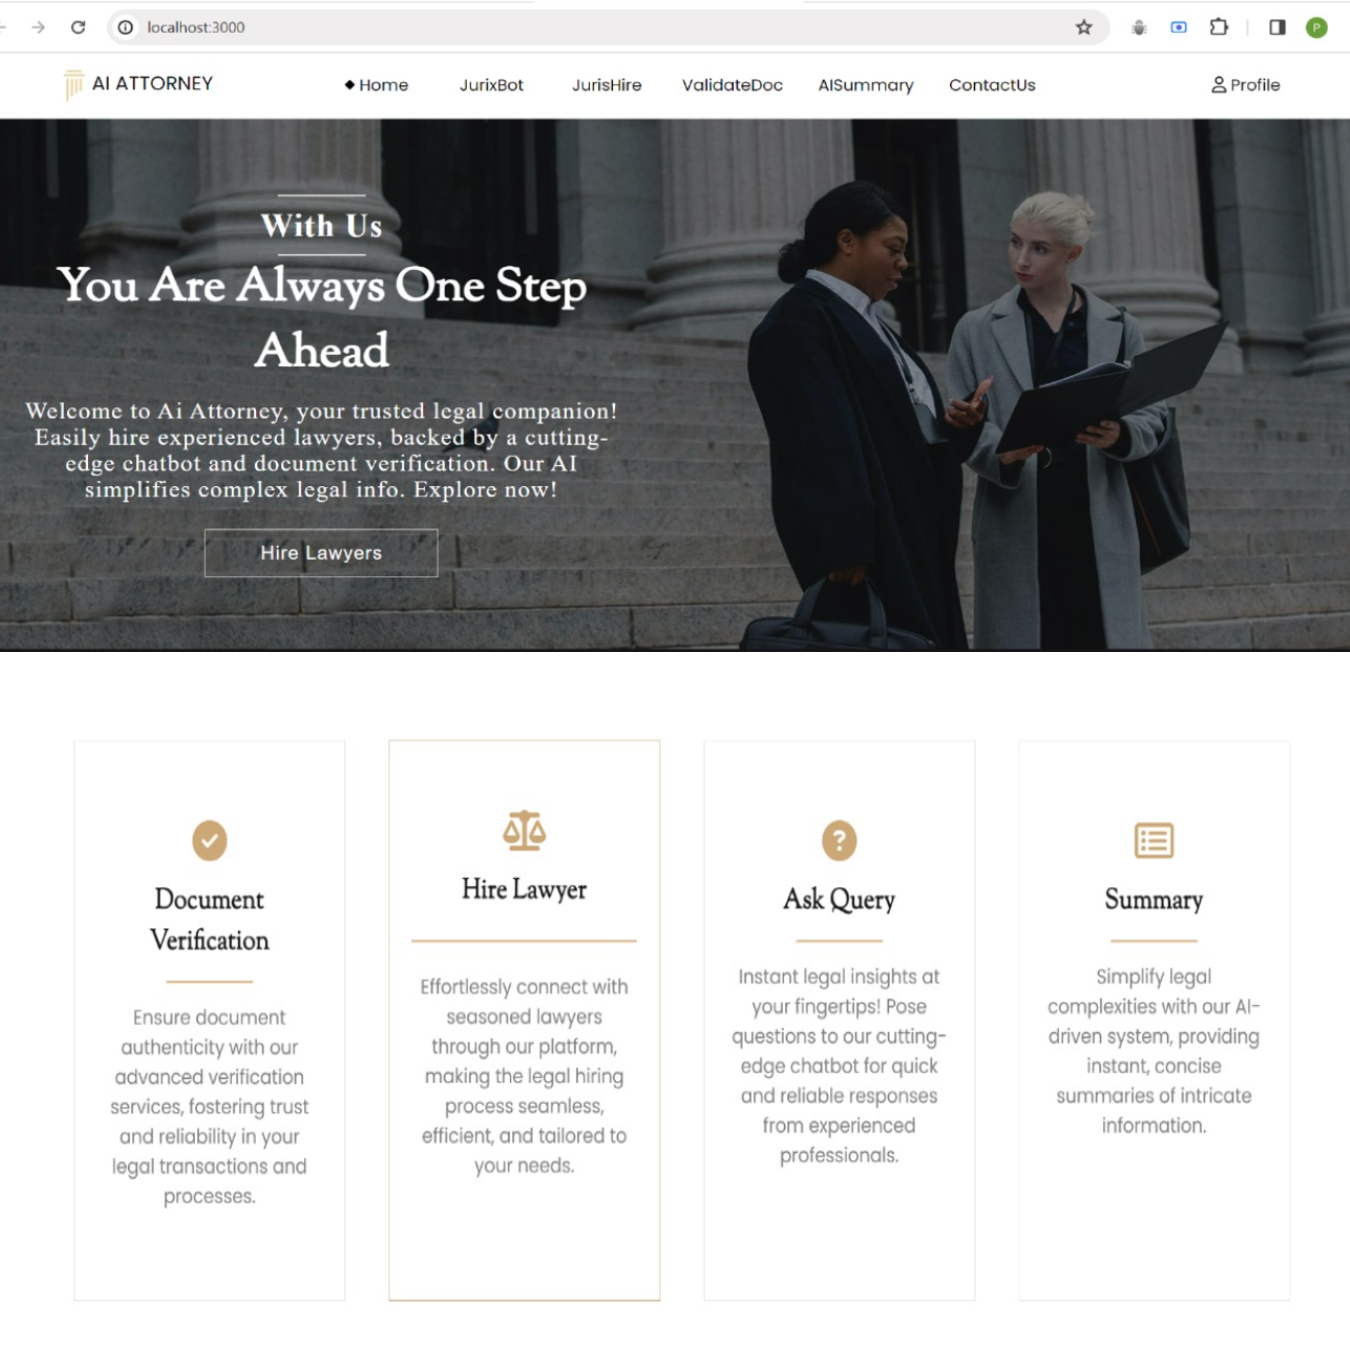 localhost:3000
P
AI ATTORNEY
Home
JurixBot
JurisHire
ValidateDoc
AISummary
ContactUs
Profile
With Us
You Are Always One Step
Ahead
Welcome to Ai Attorney, your trusted legal companion!
Easily hire experienced lawyers, backed by a cutting-
edge chatbot and document verification. Our AI
simplifies complex legal info. Explore now!
Hire Lawyers
Document
Verification
Ensure document
authenticity with our
advanced verification
services, fostering trust
and reliability in your
legal transactions and
processes.
Hire Lawyer
Effortlessly connect with
seasoned lawyers
through our platform,
making the legal hiring
process seamless,
efficient, and tailored to
your needs.
Ask Query
Instant legal insights at
your fingertips! Pose
questions to our cutting-
edge chatbot for quick
and reliable responses
from experienced
professionals.
Summary
Simplify legal
complexities with our AI-
driven system, providing
instant, concise
summaries of intricate
information.